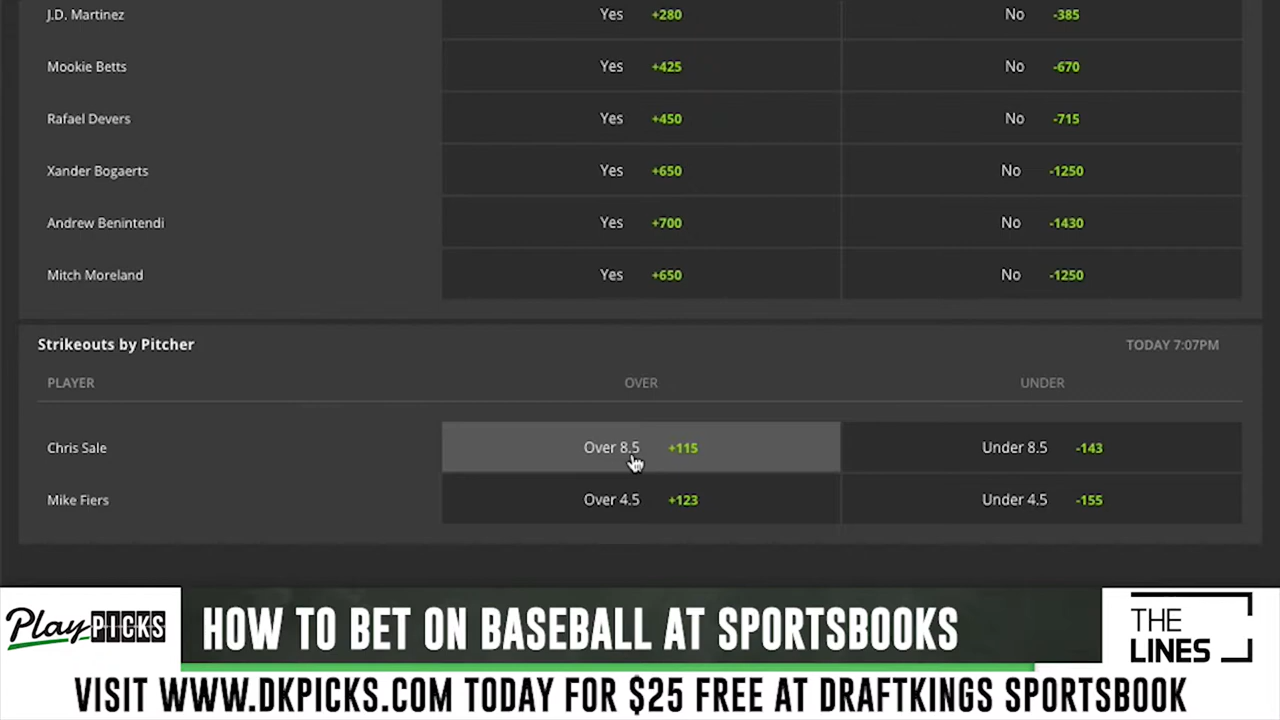 J.D. Martinez Yes +280 No -385
Mookie Betts Yes +425 No -670
Rafael Devers Yes +450 No -715
Xander Bogaerts Yes +650 No -1250
Andrew Benintendi Yes +700 No -1430
Mitch Moreland Yes +650 No -1250
Strikeouts by Pitcher TODAY 7:07PM
PLAYER OVER UNDER
Chris Sale Over 8.5 +115 Under 8.5 -143
Mike Fiers Over 4.5 +123 Under 4.5 -155
Play PICKS
HOW TO BET ON BASEBALL AT SPORTSBOOKS
THE
LINES
VISIT WWW.DKPICKS.COM TODAY FOR $25 FREE AT DRAFTKINGS SPORTSBOOK